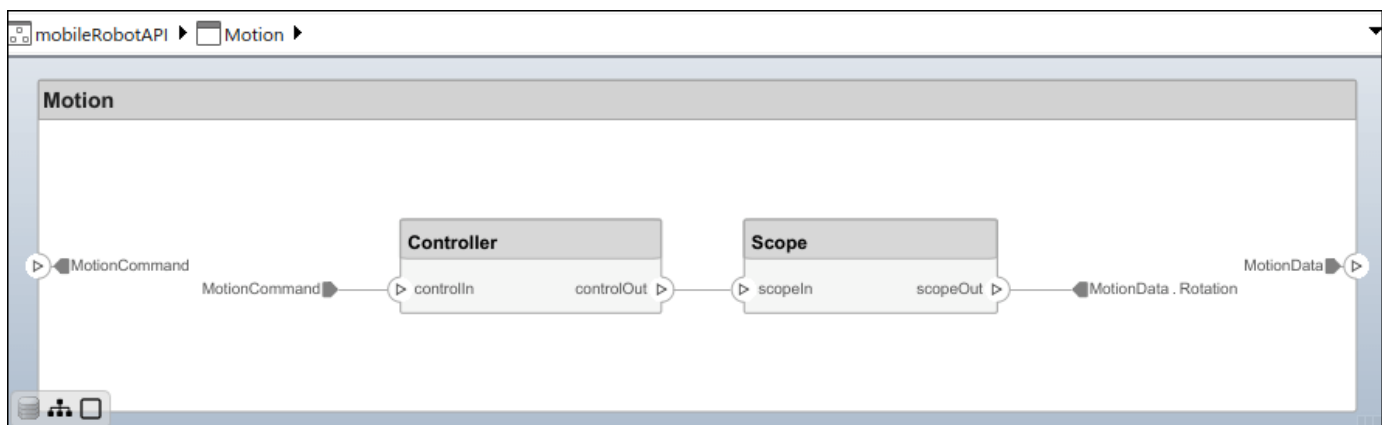 mobileRobotAPI Motion
Motion
Controller Scope
MotionCommand MotionData
MotionCommand controlIn controlOut scopeIn scopeOut MotionData . Rotation